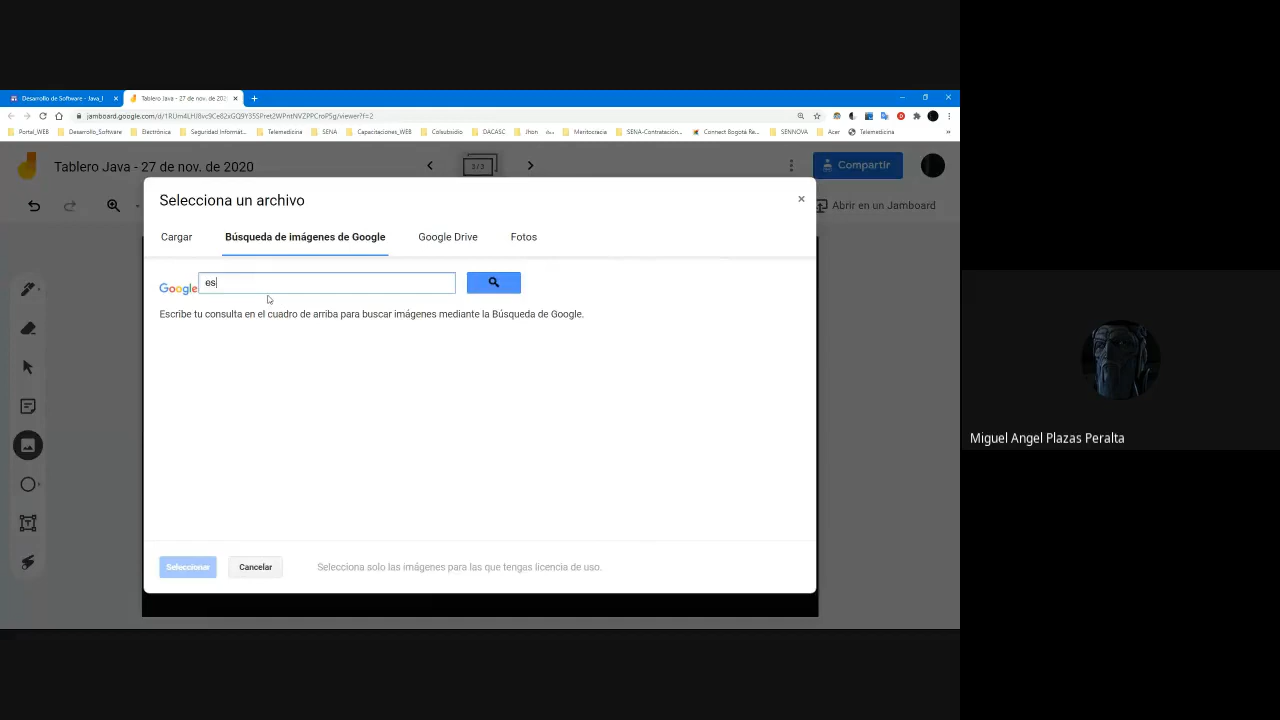 Desarrollo de Software - Java_l
Tablero Java - 27 de nov. de 202
jamboard.google.com/d/1RUm4LHJ8vc9Ce82xGQ9Y35SPret2WPntNVZPPCroP5g/viewer?f=2
Portal_WEB
Desarrollo_Software
Electrónica
Seguridad Informát...
Telemedicina
SENA
Capacitaciones_WEB
Colsubsidio
DACASC
Jhon
Meritocracia
SENA-Contratación...
Connect Bogotá Re...
SENNOVA
Acer
Telemedicina
»
Tablero Java - 27 de nov. de 2020
3/3
Compartir
Abrir en un Jamboard
Selecciona un archivo
Cargar
Búsqueda de imágenes de Google
Google Drive
Fotos
Google
es
Escribe tu consulta en el cuadro de arriba para buscar imágenes mediante la Búsqueda de Google.
Seleccionar
Cancelar
Selecciona solo las imágenes para las que tengas licencia de uso.
Miguel Angel Plazas Peralta